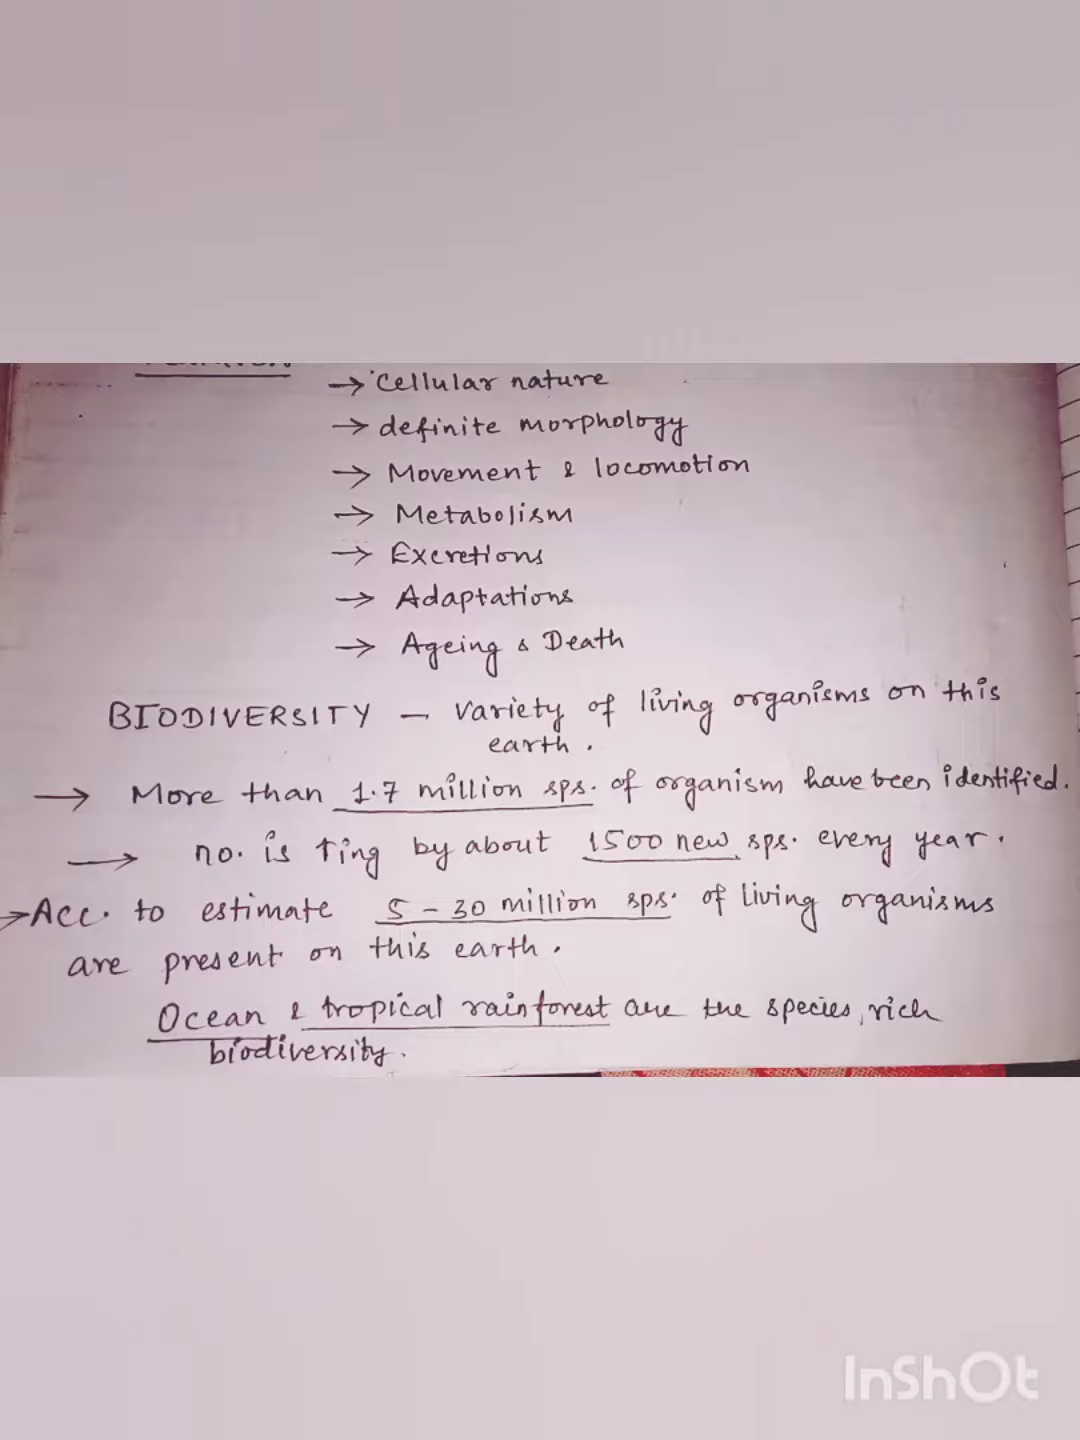 → Cellular nature
→ definite morphology
→ Movement & locomotion
→ Metabolism
→ Excretions
→ Adaptations
→ Ageing & Death
BIODIVERSITY — variety of living organisms on this
earth.
→ More than 1.7 million sps. of organism have been identified.
→ no. is ↑ing by about 1500 new sps. every year.
→ Acc. to estimate 5 - 30 million sps. of living organisms
are present on this earth.
Ocean & tropical rainforest are the species, rich
biodiversity.
InShOt